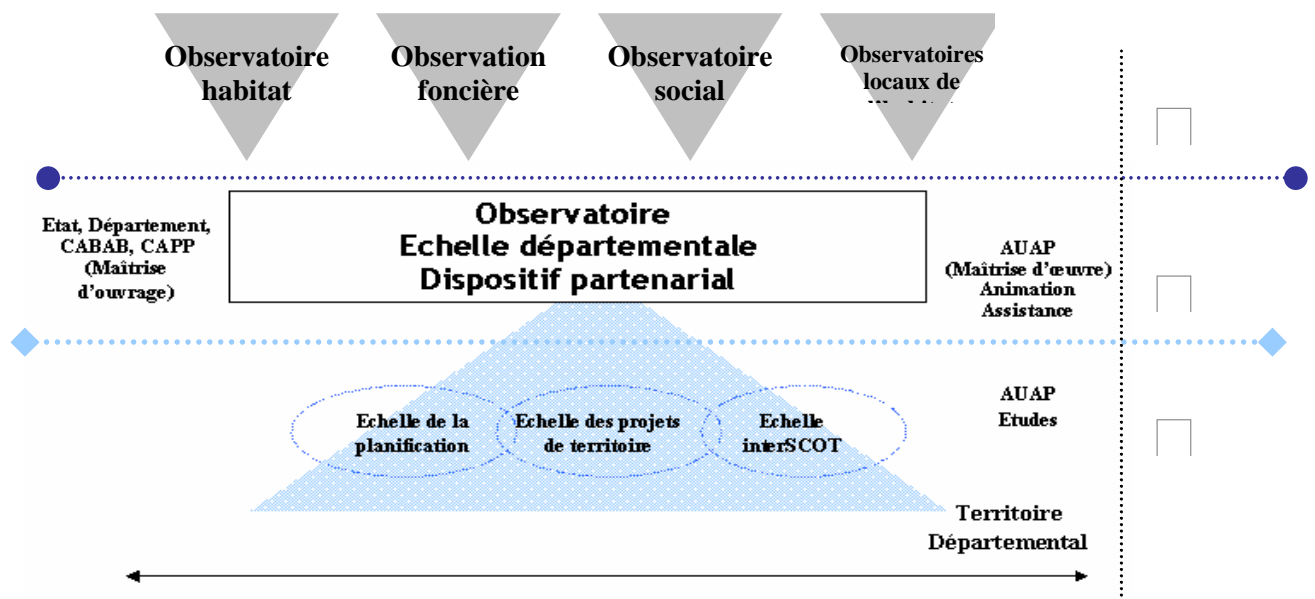 Observatoire
habitat
Observation
foncière
Observatoire
social
Observatoires
locaux de
Etat, Département,
CABAB, CAPP
(Maîtrise
d'ouvrage)
Observatoire
Echelle départementale
Dispositif partenarial
AUAP
(Maîtrise d'œuvre)
Animation
Assistance
Echelle de la
planification
Echelle des projets
de territoire
Echelle
interSCOT
AUAP
Etudes
Territoire
Départemental